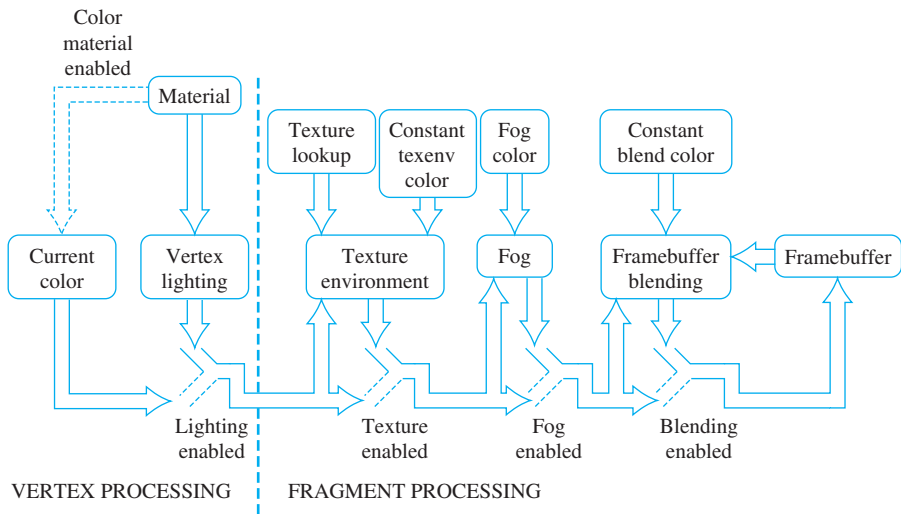 Color
material
enabled
Material
Texture
lookup
Constant
texenv
color
Fog
color
Constant
blend color
Current
color
Vertex
lighting
Texture
environment
Fog
Framebuffer
blending
Framebuffer
Lighting
enabled
Texture
enabled
Fog
enabled
Blending
enabled
VERTEX PROCESSING
FRAGMENT PROCESSING